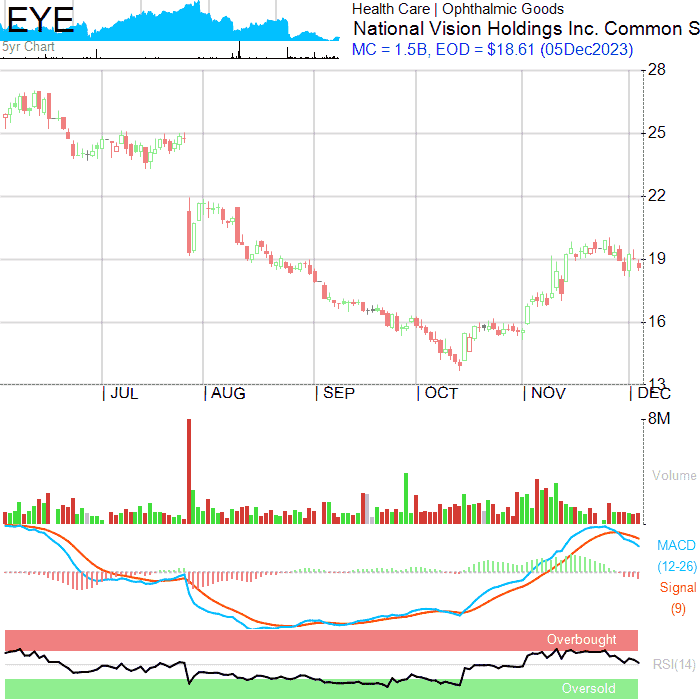 EYE
5yr Chart
Health Care | Ophthalmic Goods
National Vision Holdings Inc. Common S
MC = 1.5B, EOD = $18.61 (05Dec2023)
28
25
22
19
16
13
JUL AUG SEP OCT NOV DEC
8M
Volume
MACD
(12-26)
Signal
(9)
Overbought
RSI(14)
Oversold